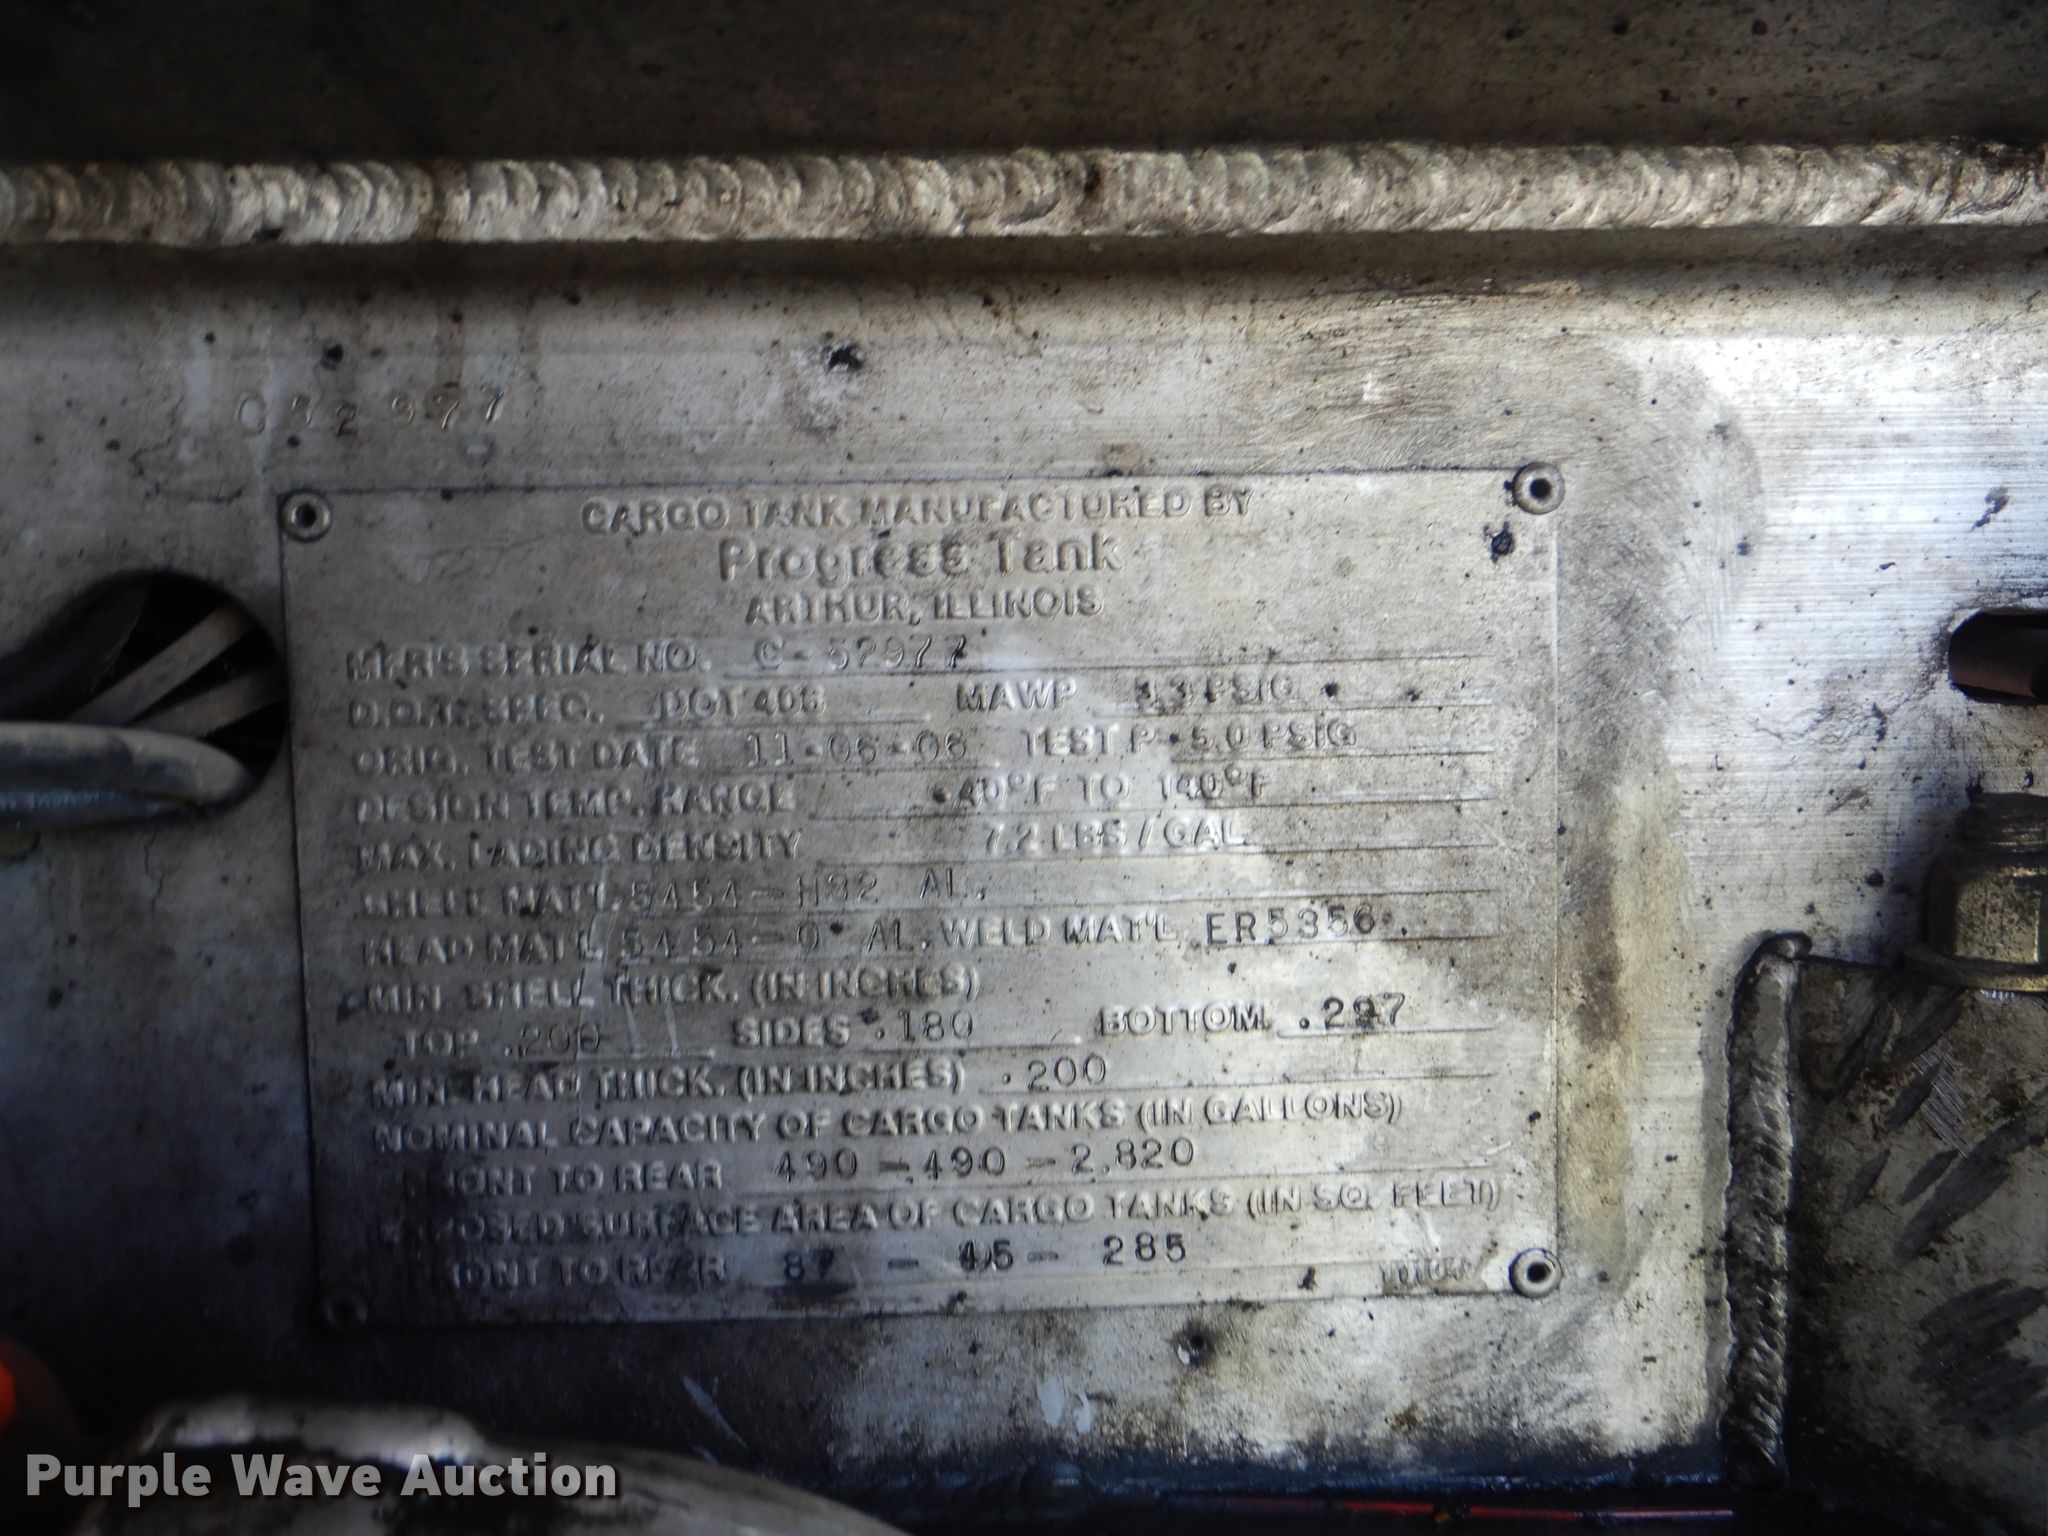 C52977
CARGO TANK MANUFACTURED BY
Progress Tank
ARTHUR, ILLINOIS
MFR'S SERIAL NO. C-52977
D.O.T. SPEC. DOT 406 MAWP 3.3 PSIG
ORIG. TEST DATE 11-06-06 TEST P. 5.0 PSIG
DESIGN TEMP. RANGE -40°F TO 140°F
MAX. LADING DENSITY 7.2 LBS / GAL
SHELL MAT'L 5454-H32 AL.
HEAD MAT'L 5454-0 AL. WELD MAT'L ER5356
MIN. SHELL THICK. (IN INCHES)
TOP SIDES .180 BOTTOM .297
MIN. HEAD THICK. (IN INCHES) .200
NOMINAL CAPACITY OF CARGO TANKS (IN GALLONS)
FRONT TO REAR 490-490-2,820
EXPOSED SURFACE AREA OF CARGO TANKS (IN SQ. FEET)
FRONT TO REAR 87 - 45 - 285
Purple Wave Auction